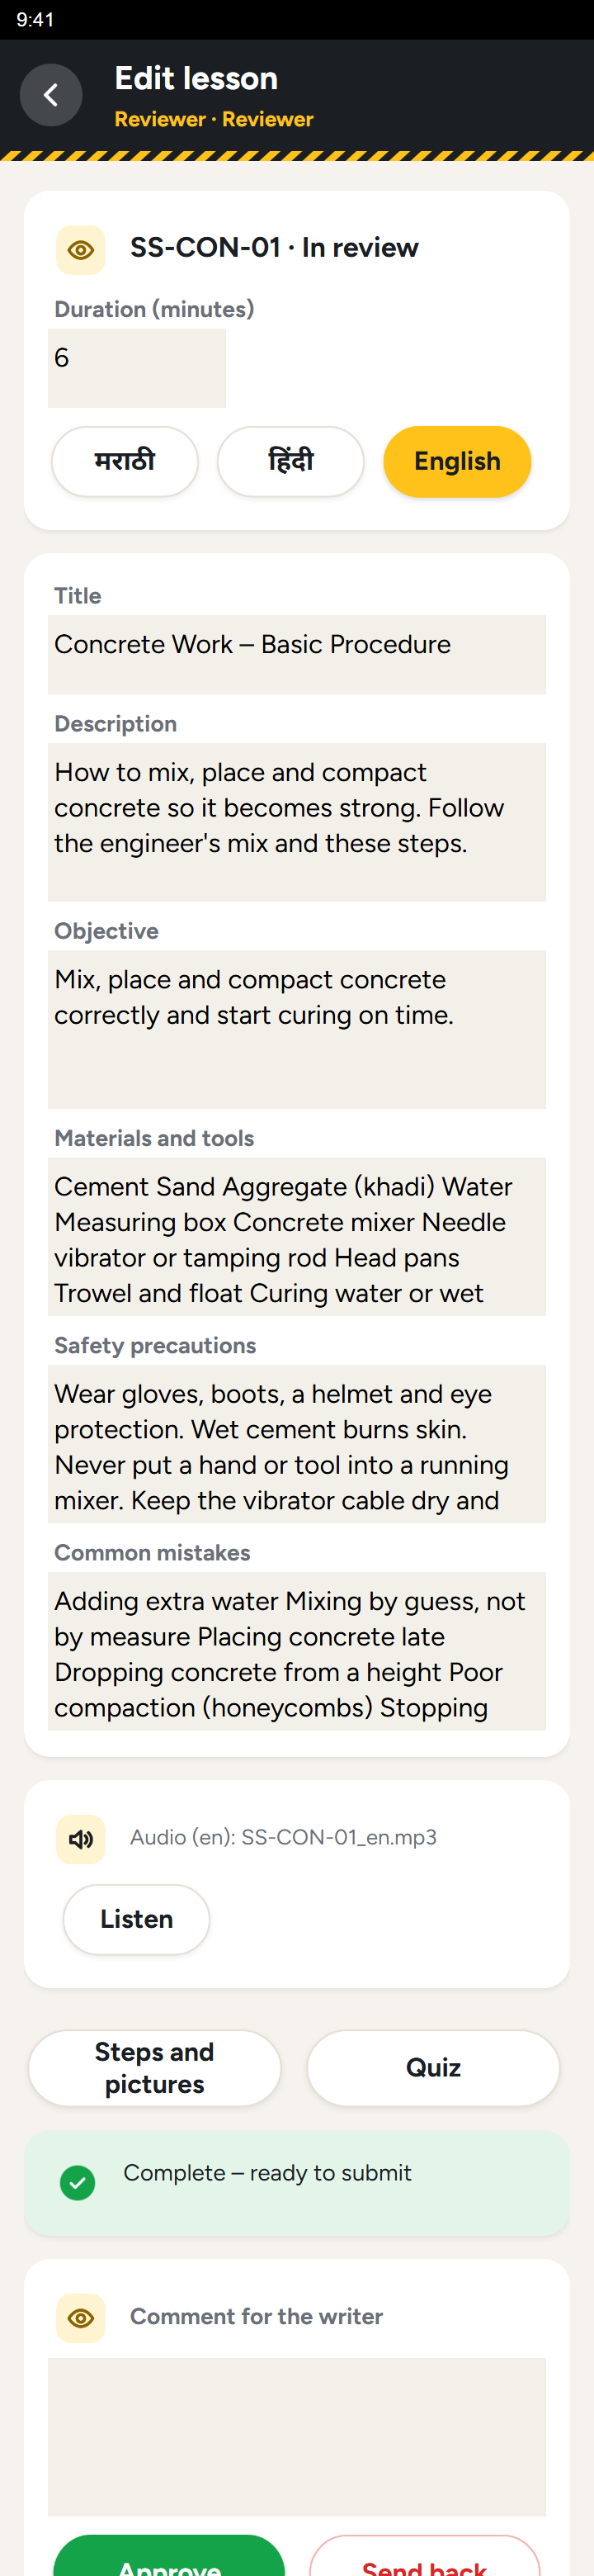 9:41
Edit lesson
Reviewer · Reviewer
SS-CON-01 · In review
Duration (minutes)
6
मराठी
हिंदी
English
Title
Concrete Work – Basic Procedure
Description
How to mix, place and compact
concrete so it becomes strong. Follow
the engineer's mix and these steps.
Objective
Mix, place and compact concrete
correctly and start curing on time.
Materials and tools
Cement Sand Aggregate (khadi) Water
Measuring box Concrete mixer Needle
vibrator or tamping rod Head pans
Trowel and float Curing water or wet
Safety precautions
Wear gloves, boots, a helmet and eye
protection. Wet cement burns skin.
Never put a hand or tool into a running
mixer. Keep the vibrator cable dry and
Common mistakes
Adding extra water Mixing by guess, not
by measure Placing concrete late
Dropping concrete from a height Poor
compaction (honeycombs) Stopping
Audio (en): SS-CON-01_en.mp3
Listen
Steps and
pictures
Quiz
Complete – ready to submit
Comment for the writer
Approve
Send back